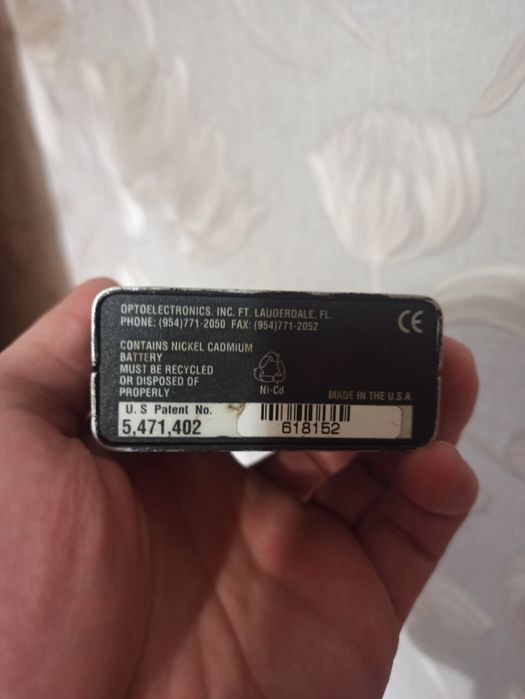 OPTOELECTRONICS, INC. FT. LAUDERDALE, FL.
PHONE: (954)771-2050 FAX: (954)771-2052
CE
CONTAINS NICKEL CADMIUM
BATTERY
MUST BE RECYCLED
OR DISPOSED OF
PROPERLY
Ni-Cd
MADE IN THE U.S.A.
U. S Patent No.
5,471,402
618152